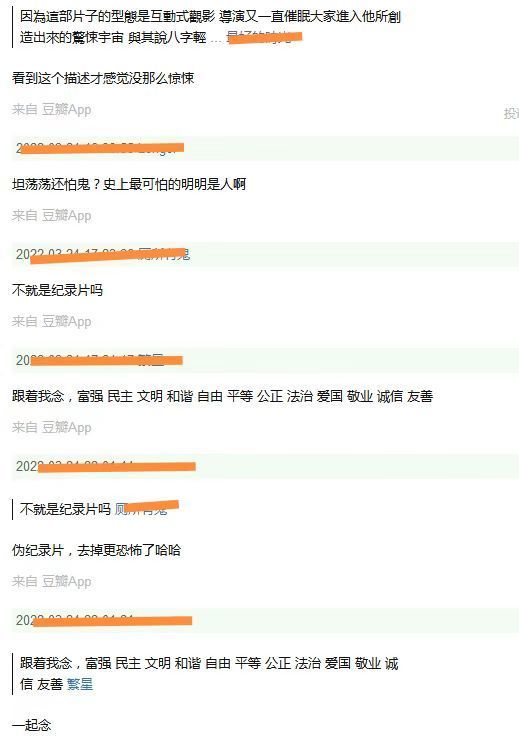 因為這部片子的型態是互動式觀影 導演又一直催眠大家進入他所創
造出來的驚悚宇宙 與其說八字輕 ...
看到这个描述才感觉没那么惊悚
来自 豆瓣App
投
坦荡荡还怕鬼？史上最可怕的明明是人啊
来自 豆瓣App
2022-03-24 17:
不就是纪录片吗
来自 豆瓣App
202
跟着我念，富强 民主 文明 和谐 自由 平等 公正 法治 爱国 敬业 诚信 友善
来自 豆瓣App
2022
不就是纪录片吗
伪纪录片，去掉更恐怖了哈哈
来自 豆瓣App
202
跟着我念，富强 民主 文明 和谐 自由 平等 公正 法治 爱国 敬业 诚
信 友善 繁星
一起念